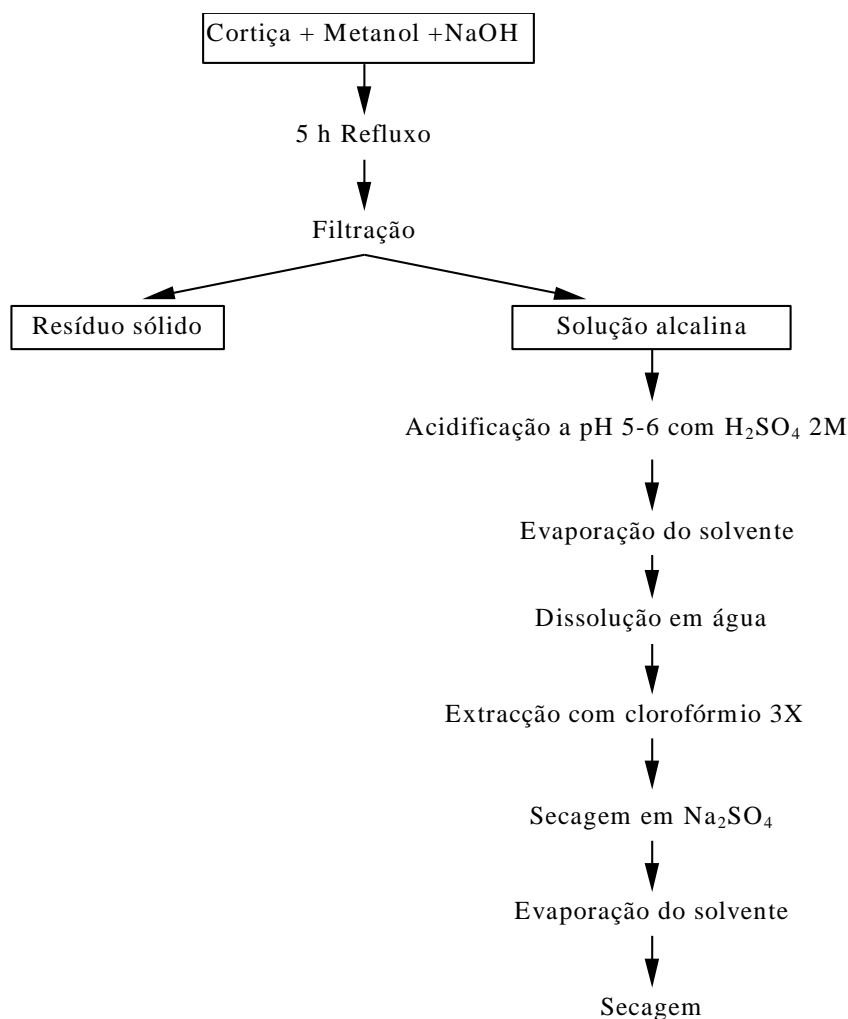 Cortiça + Metanol +NaOH
5 h Refluxo
Filtração
Resíduo sólido
Solução alcalina
Acidificação a pH 5-6 com H₂SO₄ 2M
Evaporação do solvente
Dissolução em água
Extracção com clorofórmio 3X
Secagem em Na₂SO₄
Evaporação do solvente
Secagem